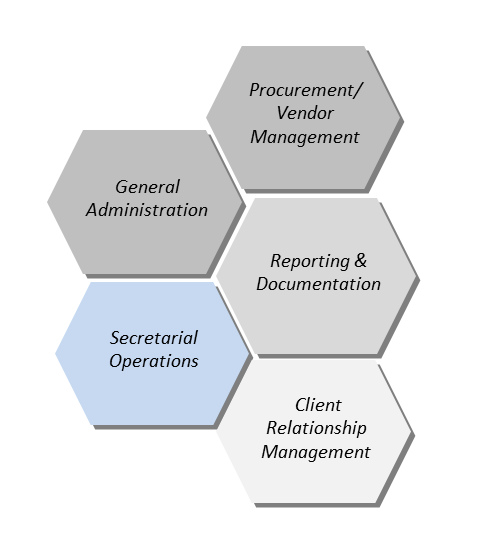 Procurement/
Vendor
Management
General
Administration
Reporting &
Documentation
Secretarial
Operations
Client
Relationship
Management